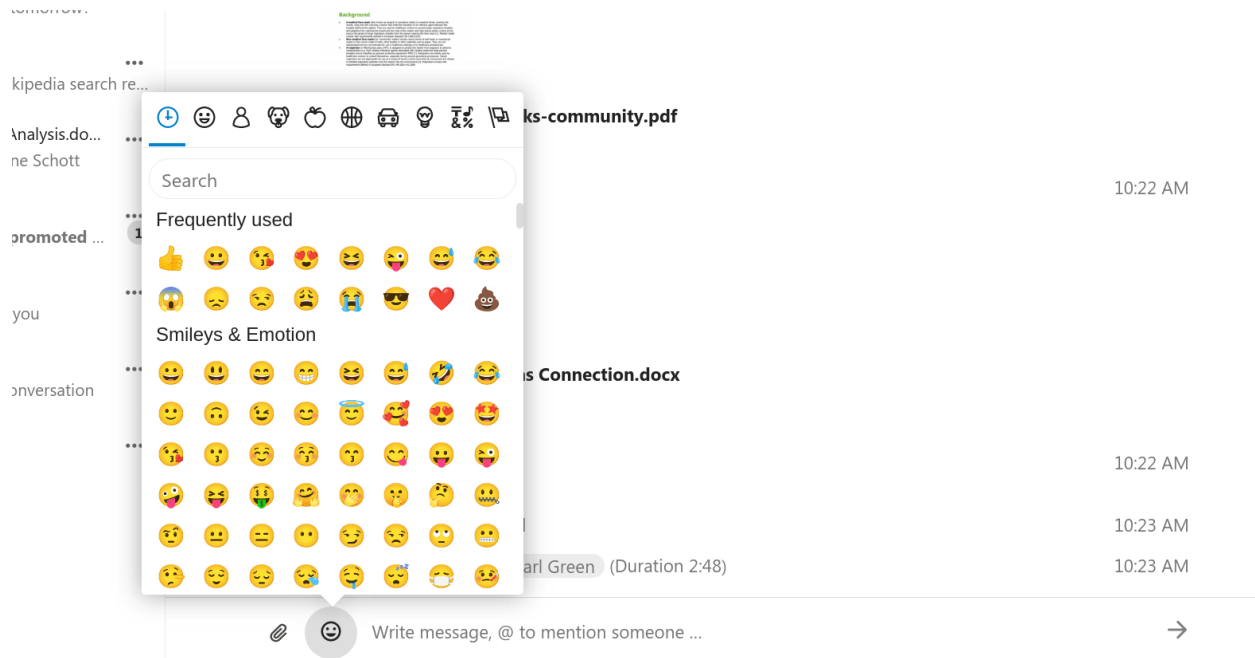 tomorrow?
Background
kipedia search re...
ks-community.pdf
Analysis.do...
ne Schott
Search
10:22 AM
Frequently used
promoted ...
1
you
Smileys & Emotion
s Connection.docx
onversation
10:22 AM
10:23 AM
arl Green (Duration 2:48)
10:23 AM
Write message, @ to mention someone ...